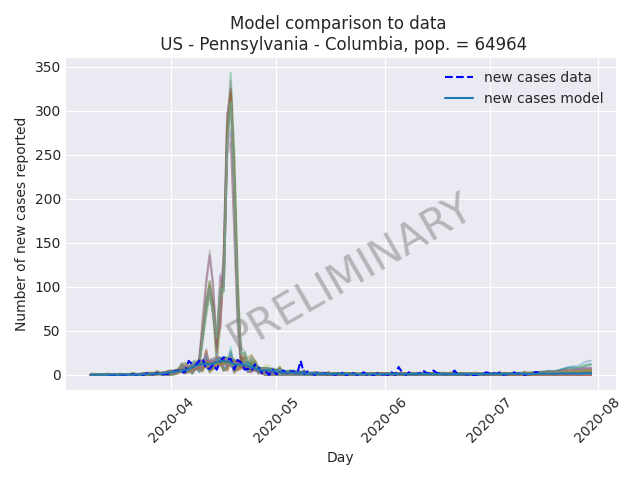 Model comparison to data
US - Pennsylvania - Columbia, pop. = 64964
350
300
250
200
150
100
50
0
Number of new cases reported
new cases data
new cases model
PRELIMINARY
2020-04
2020-05
2020-06
2020-07
2020-08
Day